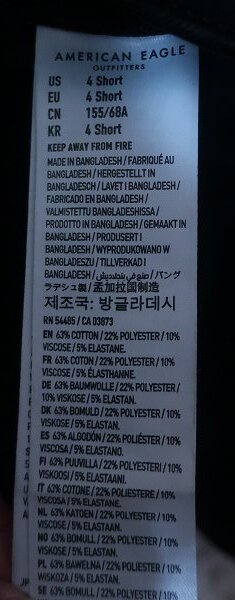 AMERICAN EAGLE
OUTFITTERS
US 4 Short
EU 4 Short
CN 155/68A
KR 4 Short
KEEP AWAY FROM FIRE
MADE IN BANGLADESH / FABRIQUÉ AU
BANGLADESH / HERGESTELLT IN
BANGLADESCH / LAVET I BANGLADESH /
FABRICADO EN BANGLADESH /
VALMISTETTU BANGLADESHISSA /
PRODOTTO IN BANGLADESH / GEMAAKT IN
BANGLADESH / PRODUSERT I
BANGLADESH / WYPRODUKOWANO W
BANGLADESZU / TILLVERKAD I
BANGLADESH / صنع في بنغلاديش / バング
ラデシュ製 / 孟加拉国制造
제조국: 방글라데시
RN 54485 / CA 03873
EN 63% COTTON / 22% POLYESTER / 10%
VISCOSE / 5% ELASTANE.
FR 63% COTON / 22% POLYESTER / 10%
VISCOSE / 5% ÉLASTHANNE.
DE 63% BAUMWOLLE / 22% POLYESTER / 10%
VISKOSE / 5% ELASTAN.
DK 63% BOMULD / 22% POLYESTER / 10%
VISKOSE / 5% ELASTAN.
ES 63% ALGODÓN / 22% POLIÉSTER / 10%
VISCOSA / 5% ELASTANO.
FI 63% PUUVILLA / 22% POLYESTERI / 10%
VISKOOSI / 5% ELASTAANI.
IT 63% COTONE / 22% POLIESTERE / 10%
VISCOSA / 5% ELASTANE.
NL 63% KATOEN / 22% POLYESTER / 10%
VISCOSE / 5% ELASTAAN.
NO 63% BOMULL / 22% POLYESTER / 10%
VISKOSE / 5% ELASTAN.
PL 63% BAWEŁNA / 22% POLIESTER / 10%
WISKOZA / 5% ELASTAN.
SE 63% BOMULL / 22% POLYESTER / 10%